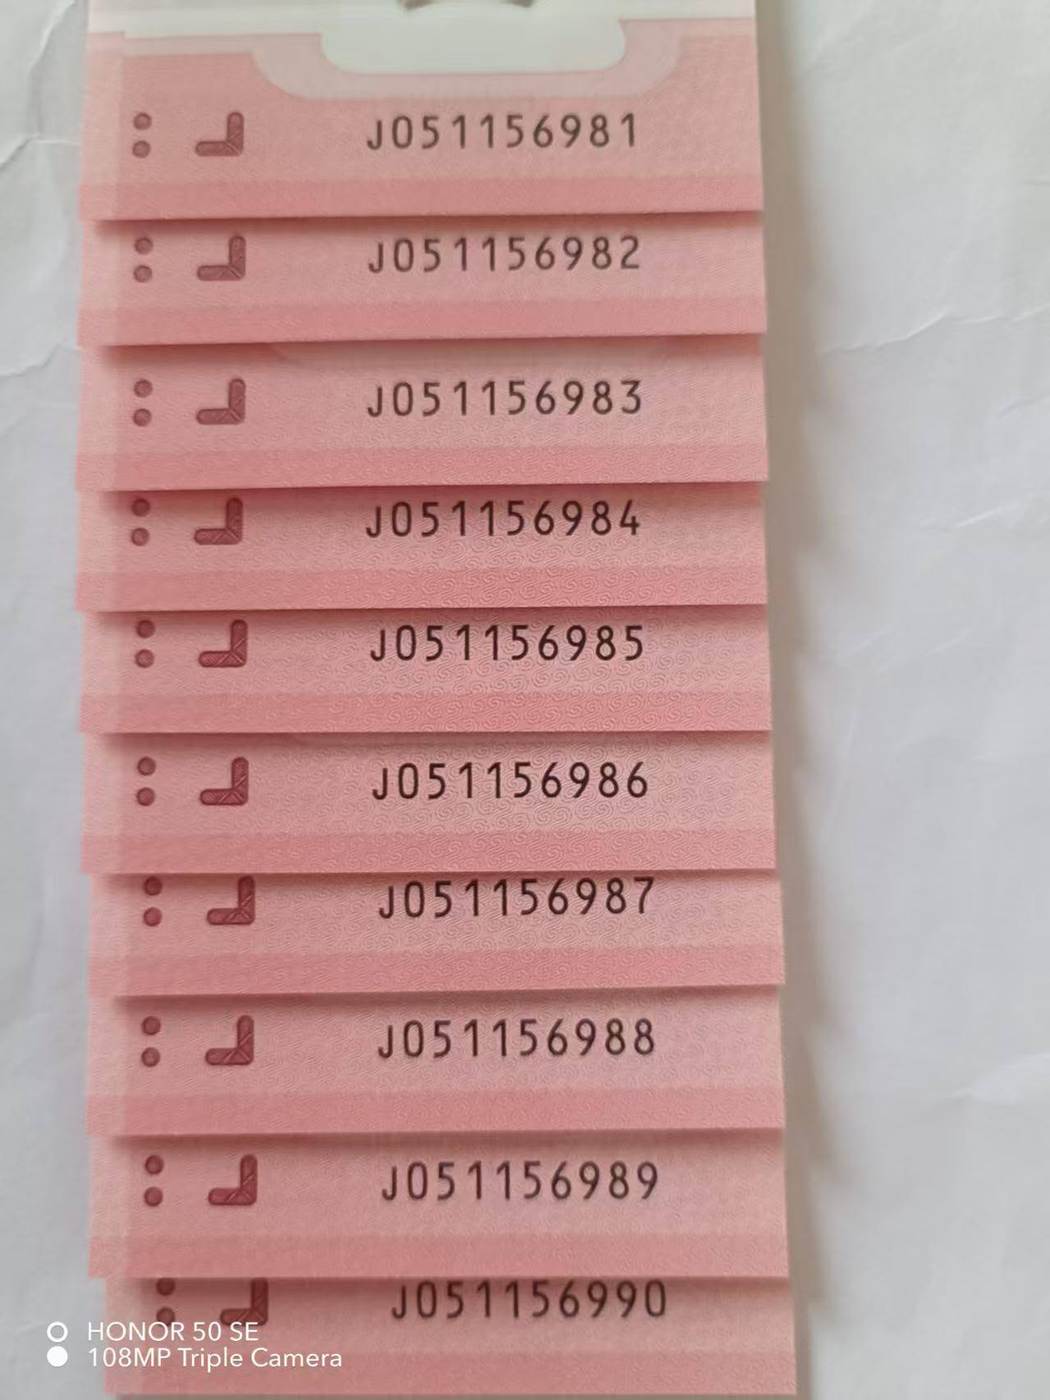 J051156981
J051156982
J051156983
J051156984
J051156985
J051156986
J051156987
J051156988
J051156989
J051156990
HONOR 50 SE
108MP Triple Camera